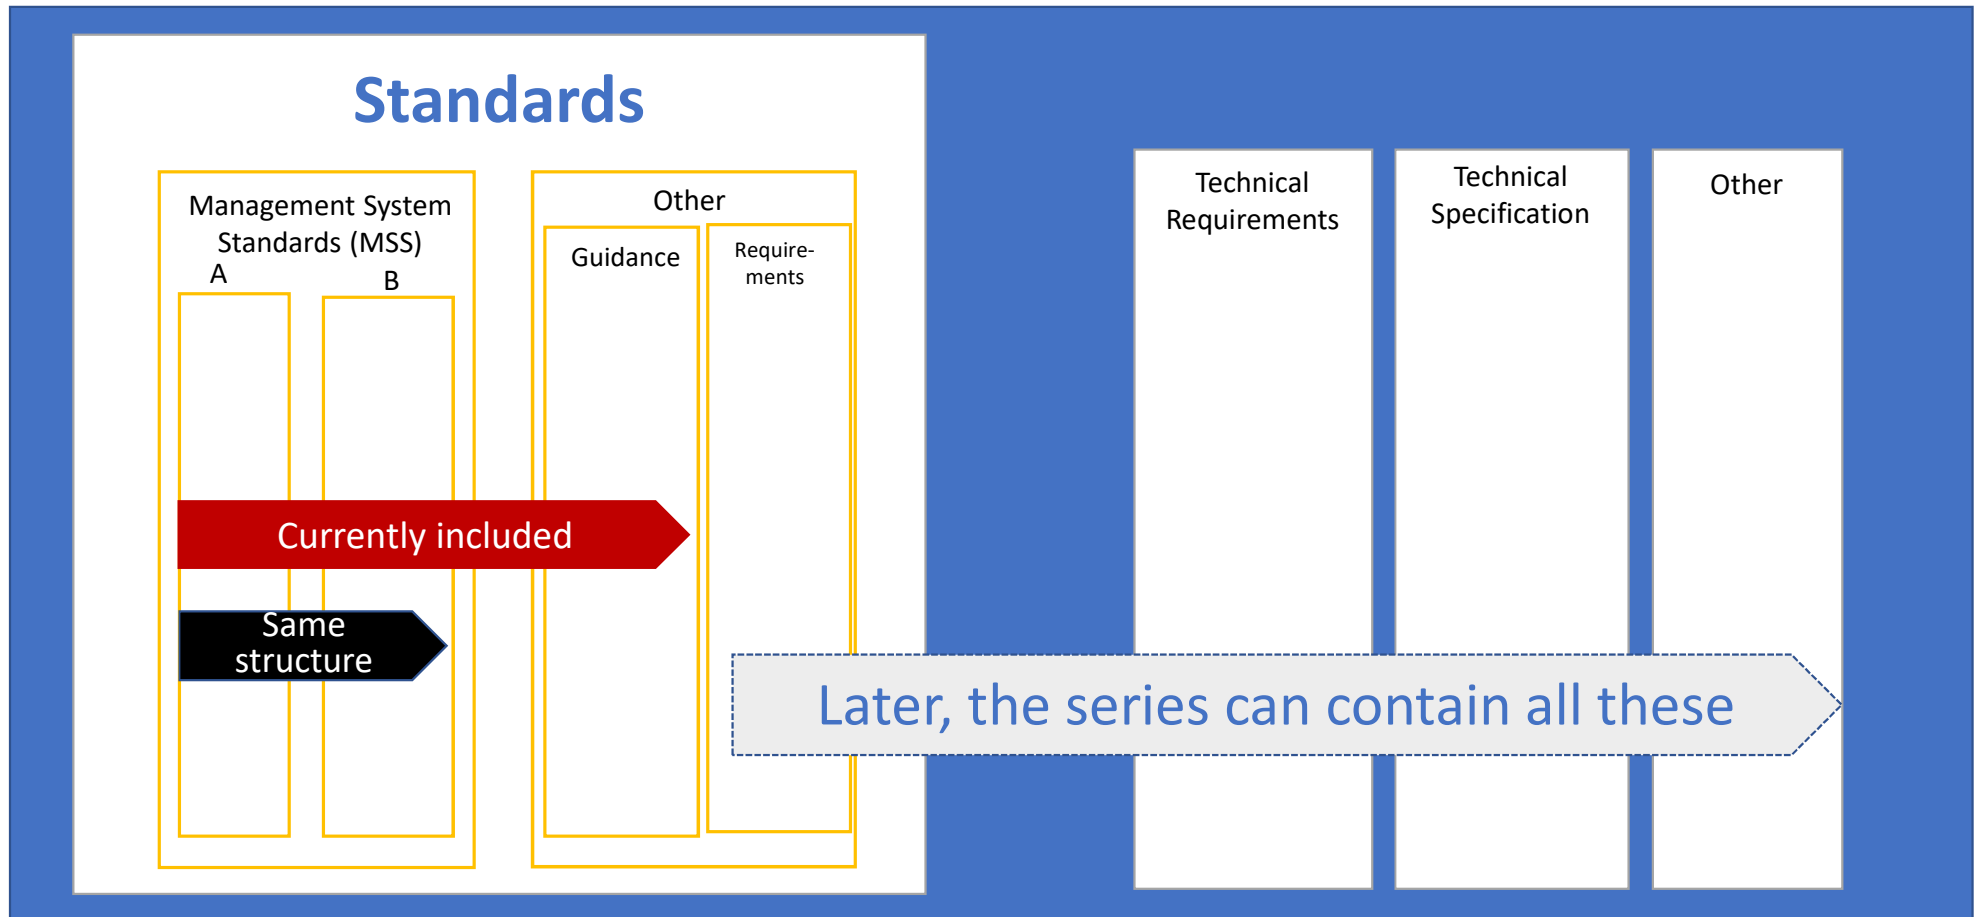 Standards
Management System
Standards (MSS)
A
B
Other
Guidance
Require-
ments
Technical
Requirements
Technical
Specification
Other
Currently included
Same
structure
Later, the series can contain all these